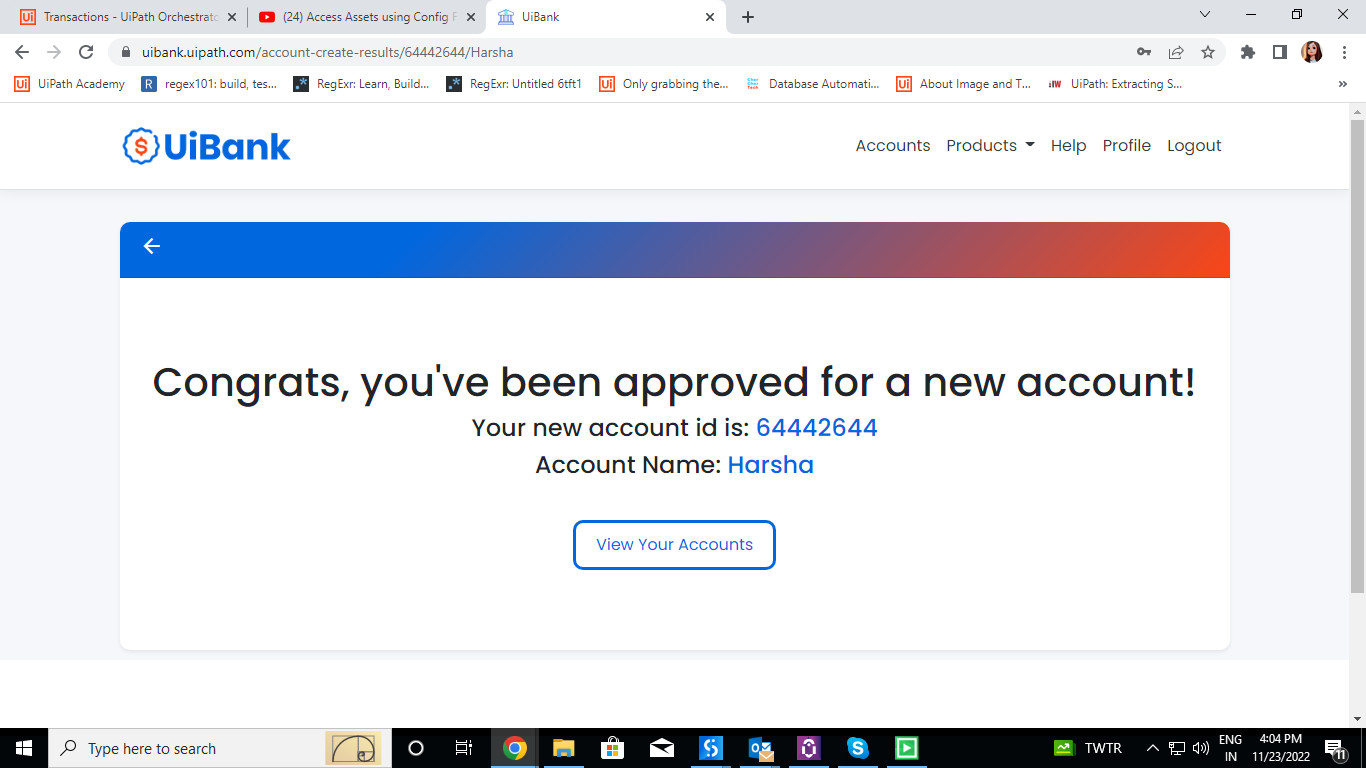 Transactions - UiPath Orchestrato
(24) Access Assets using Config F
UiBank
uibank.uipath.com/account-create-results/64442644/Harsha
UiPath Academy
regex101: build, tes...
RegExr: Learn, Build...
RegExr: Untitled 6tft1
Only grabbing the...
Database Automati...
About Image and T...
UiPath: Extracting S...
»
UiBank
Accounts Products Help Profile Logout
Congrats, you've been approved for a new account!
Your new account id is: 64442644
Account Name: Harsha
View Your Accounts
Type here to search
TWTR
ENG
IN
4:04 PM
11/23/2022
11